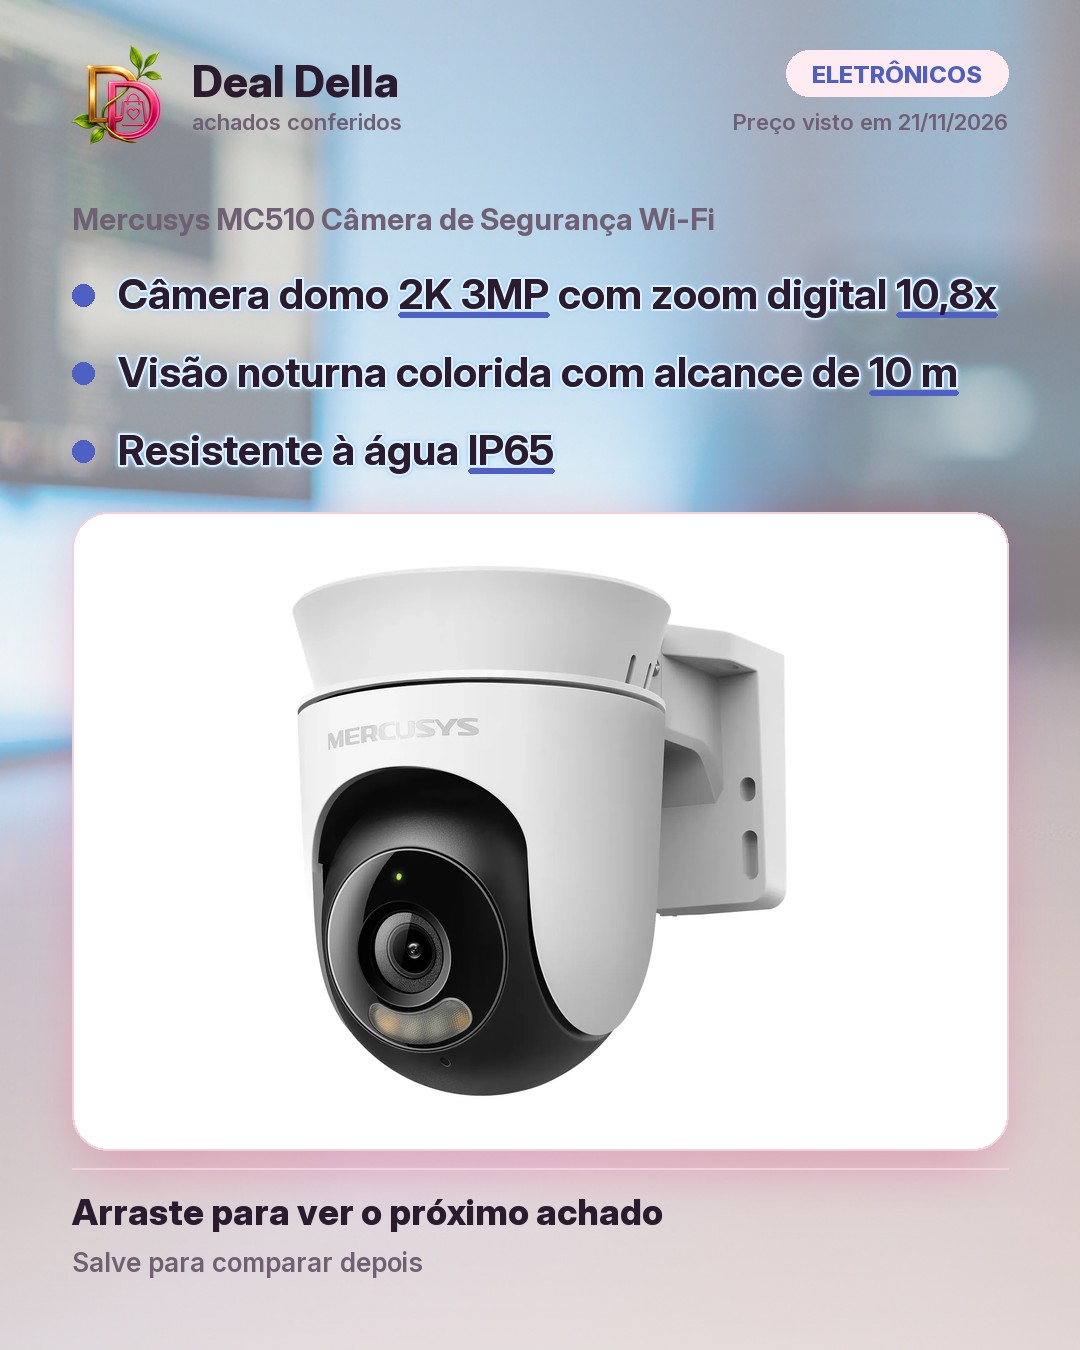 Deal Della
achados conferidos
ELETRÔNICOS
Preço visto em 21/11/2026
Mercusys MC510 Câmera de Segurança Wi-Fi
Câmera domo 2K 3MP com zoom digital 10,8x
Visão noturna colorida com alcance de 10 m
Resistente à água IP65
MERCUSYS
Arraste para ver o próximo achado
Salve para comparar depois